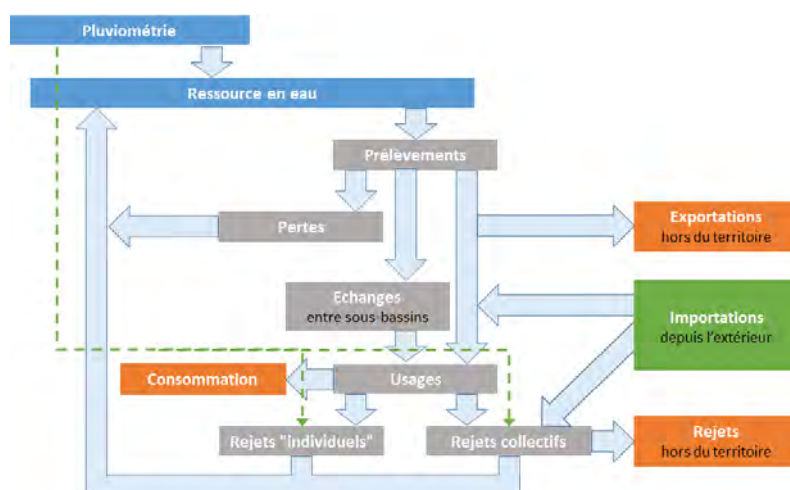 Pluviométrie
Ressource en eau
Prélèvements
Pertes
Exportations
hors du territoire
Echanges
entre sous-bassins
Importations
depuis l'extérieur
Consommation
Usages
Rejets "individuels"
Rejets collectifs
Rejets
hors du territoire